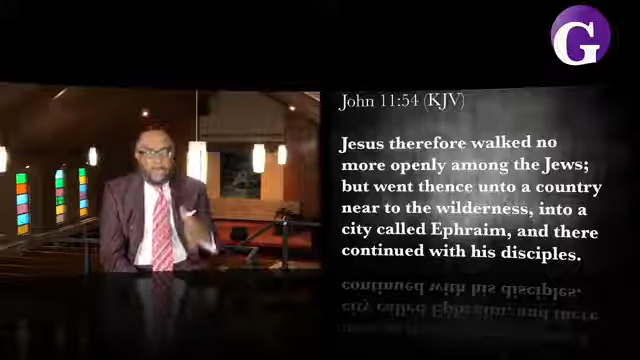 G
John 11:54 (KJV)
Jesus therefore walked no
more openly among the Jews;
but went thence unto a country
near to the wilderness, into a
city called Ephraim, and there
continued with his disciples.